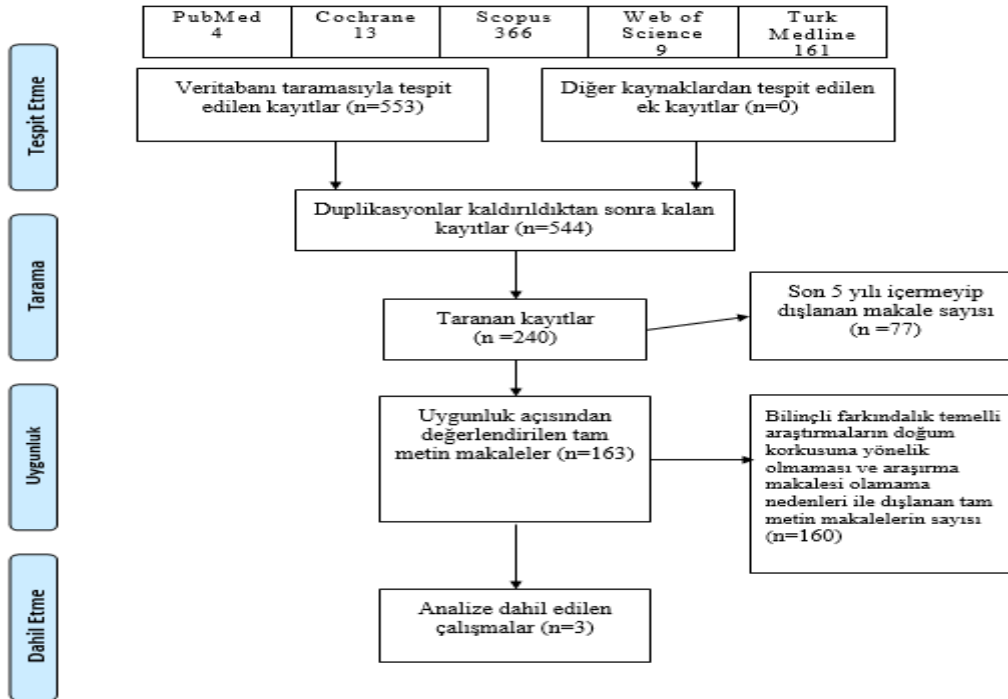 PubMed
4
Cochrane
13
Scopus
366
Web of
Science
9
Turk
Medline
161
Tespit Etme
Veritabanı taramasıyla tespit
edilen kayıtlar (n=553)
Diğer kaynaklardan tespit edilen
ek kayıtlar (n=0)
Duplikasyonlar kaldırıldıktan sonra kalan
kayıtlar (n=544)
Tarama
Taranan kayıtlar
(n =240)
Son 5 yılı içermeyip
dışlanan makale sayısı
(n =77)
Uygunluk
Uygunluk açısından
değerlendirilen tam
metin makaleler (n=163)
Bilinçli farkındalık temelli
araştırmaların doğum
korkusuna yönelik
olmaması ve araşırma
makalesi olamama
nedenleri ile dışlanan tam
metin makalelerin sayısı
(n=160)
Dahil Etme
Analize dahil edilen
çalışmalar (n=3)